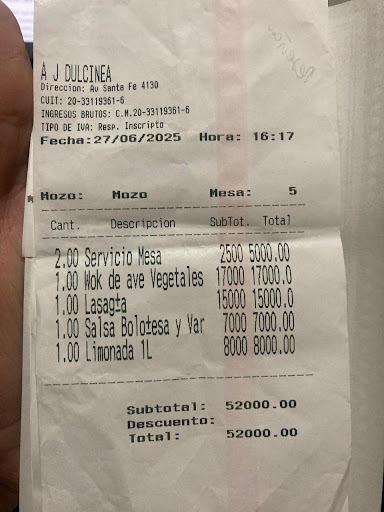 A J DULCINEA
Direccion: Av Santa Fe 4130
CUIT: 20-33119361-6
INGRESOS BRUTOS: C.M.20-33119361-6
TIPO DE IVA: Resp. Inscripto
Fecha:27/06/2025 Hora: 16:17
Mozo: Mozo Mesa: 5
Cant. Descripcion SubTot. Total
2.00 Servicio Mesa 2500 5000.00
1.00 Wok de ave Vegetales 17000 17000.0
1.00 Lasagta 15000 15000.0
1.00 Salsa Bolotesa y Var 7000 7000.00
1.00 Limonada 1L 8000 8000.00
Subtotal: 52000.00
Descuento:
Total: 52000.00